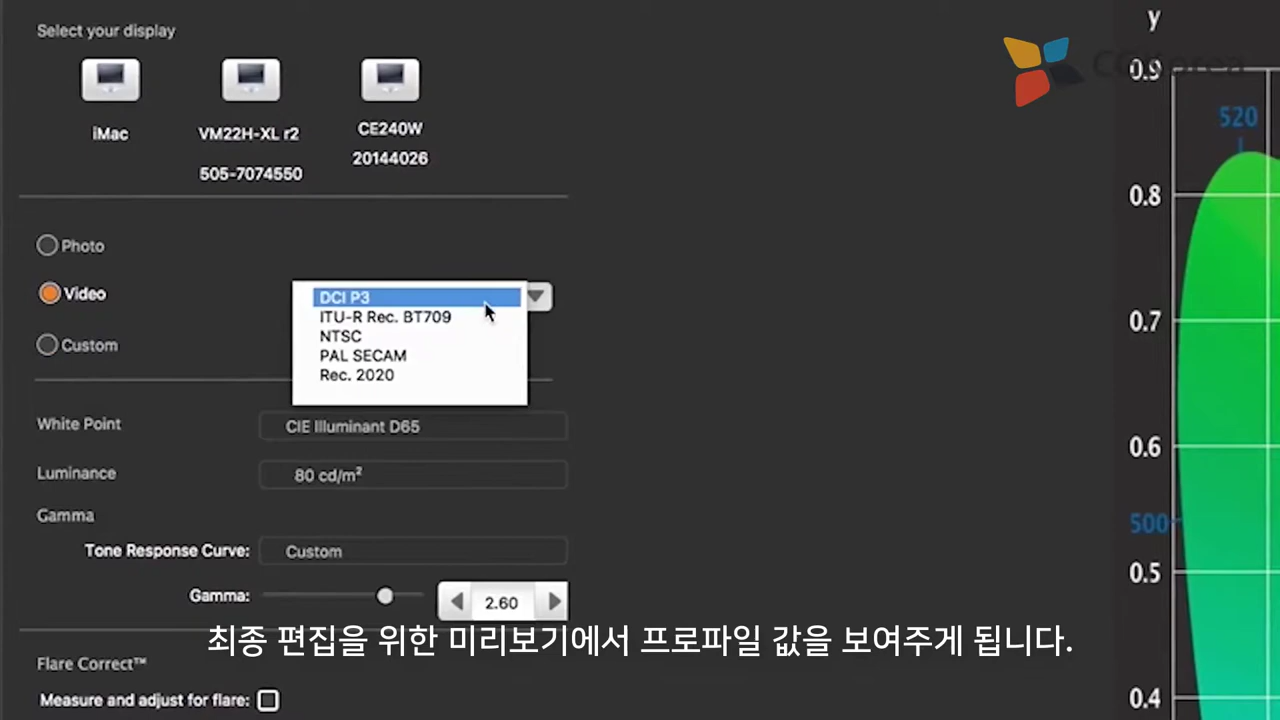 Select your display
iMac
VM22H-XL r2
505-7074550
CE240W
20144026
Photo
Video
Custom
DCI P3
ITU-R Rec. BT709
NTSC
PAL SECAM
Rec. 2020
White Point
CIE Illuminant D65
Luminance
80 cd/m²
Gamma
Tone Response Curve:
Custom
Gamma:
2.60
Flare Correct™
Measure and adjust for flare:
y
0.9
520
0.8
0.7
0.6
500
0.5
0.4
최종 편집을 위한 미리보기에서 프로파일 값을 보여주게 됩니다.